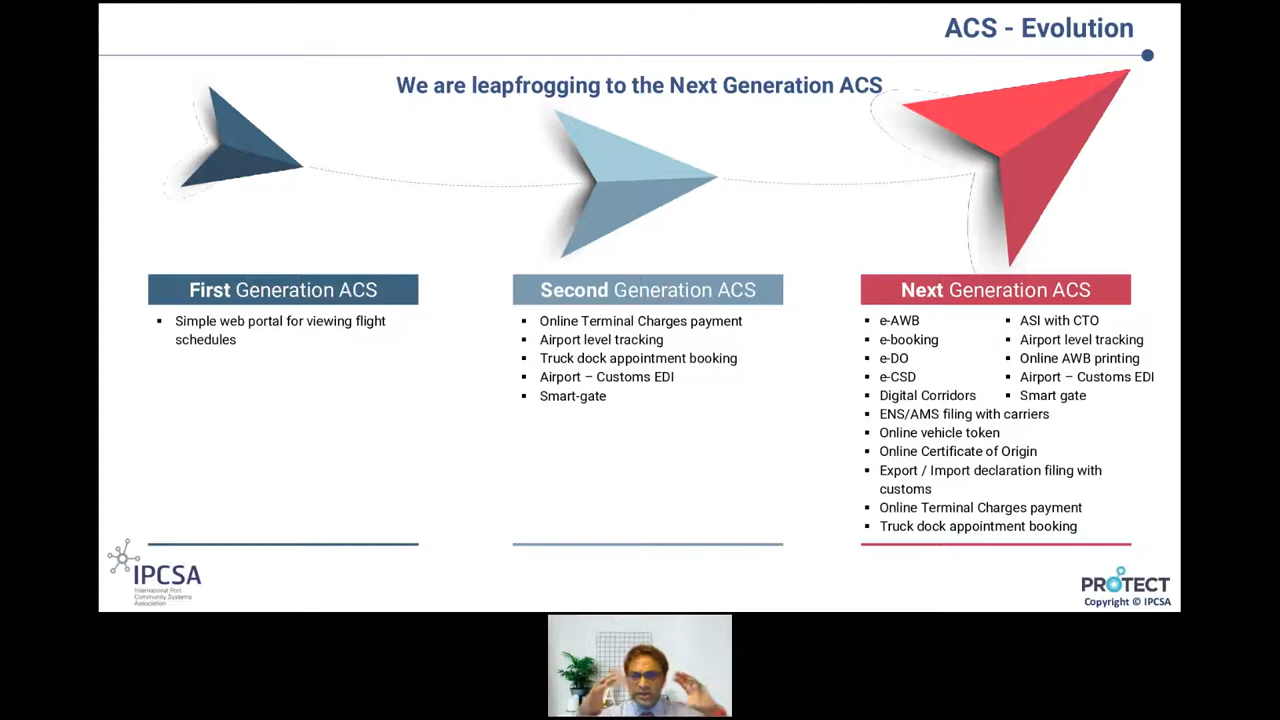 ACS - Evolution
We are leapfrogging to the Next Generation ACS
First Generation ACS
▪ Simple web portal for viewing flight
schedules
Second Generation ACS
▪ Online Terminal Charges payment
▪ Airport level tracking
▪ Truck dock appointment booking
▪ Airport – Customs EDI
▪ Smart-gate
Next Generation ACS
▪ e-AWB
▪ e-booking
▪ e-DO
▪ e-CSD
▪ Digital Corridors
▪ ENS/AMS filing with carriers
▪ Online vehicle token
▪ Online Certificate of Origin
▪ Export / Import declaration filing with
customs
▪ Online Terminal Charges payment
▪ Truck dock appointment booking
▪ ASI with CTO
▪ Airport level tracking
▪ Online AWB printing
▪ Airport – Customs EDI
▪ Smart gate
IPCSA
International Port
Community Systems
Association
PROTECT
Copyright © IPCSA